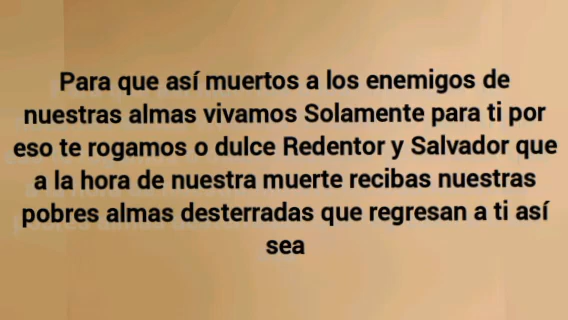 Para que así muertos a los enemigos de
nuestras almas vivamos Solamente para ti por
eso te rogamos o dulce Redentor y Salvador que
a la hora de nuestra muerte recibas nuestras
pobres almas desterradas que regresan a ti así
sea